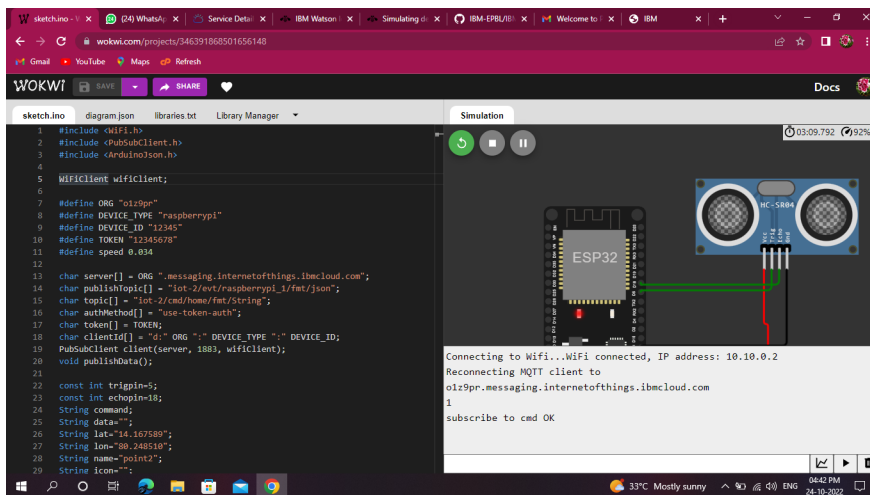 sketch.ino - W
(24) WhatsAp
Service Detail
IBM Watson
Simulating de
IBM-EPBL/IB
Welcome to
IBM
wokwi.com/projects/346391868501656148
Gmail YouTube Maps Refresh
WOKWI SAVE SHARE Docs
sketch.ino diagram.json libraries.txt Library Manager
1 #include <WiFi.h>
2 #include <PubSubClient.h>
3 #include <ArduinoJson.h>
4
5 WiFiClient wifiClient;
6
7 #define ORG "o1z9pr"
8 #define DEVICE_TYPE "raspberrypi"
9 #define DEVICE_ID "12345"
10 #define TOKEN "12345678"
11 #define speed 0.034
12
13 char server[] = ORG ".messaging.internetofthings.ibmcloud.com";
14 char publishTopic[] = "iot-2/evt/raspberrypi_1/fmt/json";
15 char topic[] = "iot-2/cmd/home/fmt/String";
16 char authMethod[] = "use-token-auth";
17 char token[] = TOKEN;
18 char clientId[] = "d:" ORG ":" DEVICE_TYPE ":" DEVICE_ID;
19 PubSubClient client(server, 1883, wifiClient);
20 void publishData();
21
22 const int trigpin=5;
23 const int echopin=18;
24 String command;
25 String data="";
26 String lat="14.167589";
27 String lon="80.248510";
28 String name="point2";
29 String icon="";
Simulation
03:09.792 92%
HC-SR04
Vcc
Trig
Echo
Gnd
ESP32
Connecting to Wifi...WiFi connected, IP address: 10.10.0.2
Reconnecting MQTT client to
o1z9pr.messaging.internetofthings.ibmcloud.com
1
subscribe to cmd OK
33°C Mostly sunny
ENG
04:42 PM
24-10-2022